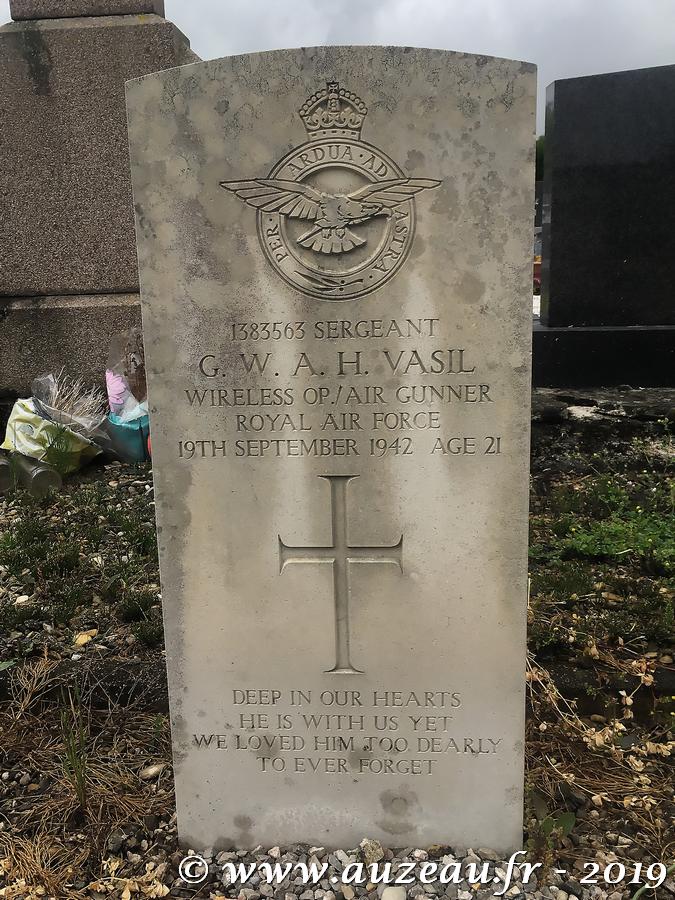 PER · ARDUA · AD ASTRA ·
1383563 SERGEANT
G. W. A. H. VASIL
WIRELESS OP./AIR GUNNER
ROYAL AIR FORCE
19TH SEPTEMBER 1942 AGE 21
DEEP IN OUR HEARTS
HE IS WITH US YET
WE LOVED HIM TOO DEARLY
TO EVER FORGET
© www.auzeau.fr - 2019